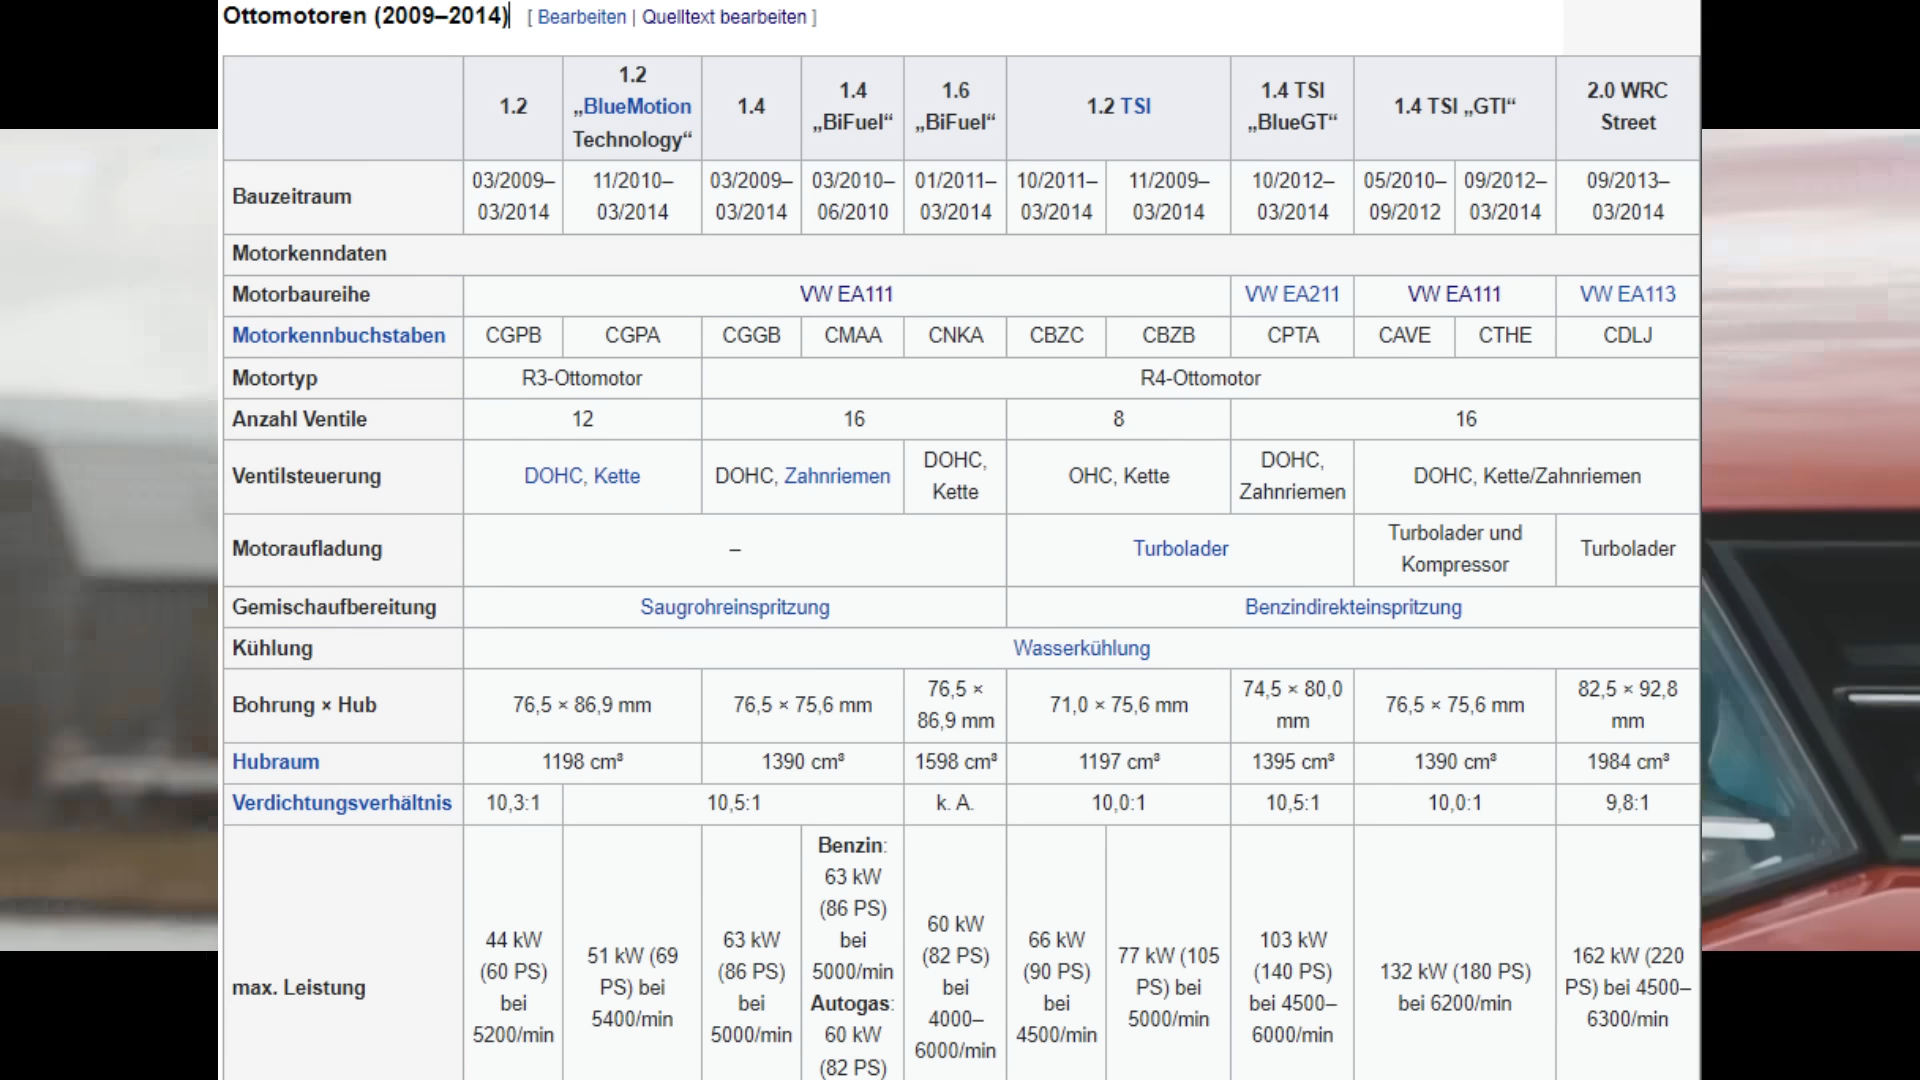 Ottomotoren (2009–2014) [ Bearbeiten | Quelltext bearbeiten ]
1.2
1.2 „BlueMotion Technology“
1.4
1.4 „BiFuel“
1.6 „BiFuel“
1.2 TSI
1.4 TSI „BlueGT“
1.4 TSI „GTI“
2.0 WRC Street
Bauzeitraum
03/2009–03/2014
11/2010–03/2014
03/2009–03/2014
03/2010–06/2010
01/2011–03/2014
10/2011–03/2014
11/2009–03/2014
10/2012–03/2014
05/2010–09/2012
09/2012–03/2014
09/2013–03/2014
Motorkenndaten
Motorbaureihe VW EA111 VW EA211 VW EA111 VW EA113
Motorkennbuchstaben CGPB CGPA CGGB CMAA CNKA CBZC CBZB CPTA CAVE CTHE CDLJ
Motortyp R3-Ottomotor R4-Ottomotor
Anzahl Ventile 12 16 8 16
Ventilsteuerung
DOHC, Kette
DOHC, Zahnriemen
DOHC, Kette
OHC, Kette
DOHC, Zahnriemen
DOHC, Kette/Zahnriemen
Motoraufladung
–
Turbolader
Turbolader und Kompressor
Turbolader
Gemischaufbereitung Saugrohreinspritzung Benzindirekteinspritzung
Kühlung Wasserkühlung
Bohrung × Hub
76,5 × 86,9 mm
76,5 × 75,6 mm
76,5 × 86,9 mm
71,0 × 75,6 mm
74,5 × 80,0 mm
76,5 × 75,6 mm
82,5 × 92,8 mm
Hubraum 1198 cm³ 1390 cm³ 1598 cm³ 1197 cm³ 1395 cm³ 1390 cm³ 1984 cm³
Verdichtungsverhältnis 10,3:1 10,5:1 k. A. 10,0:1 10,5:1 10,0:1 9,8:1
max. Leistung
44 kW (60 PS) bei 5200/min
51 kW (69 PS) bei 5400/min
63 kW (86 PS) bei 5000/min
Benzin: 63 kW (86 PS) bei 5000/min
Autogas: 60 kW (82 PS)
60 kW (82 PS) bei 4000–6000/min
66 kW (90 PS) bei 4500/min
77 kW (105 PS) bei 5000/min
103 kW (140 PS) bei 4500–6000/min
132 kW (180 PS) bei 6200/min
162 kW (220 PS) bei 4500–6300/min